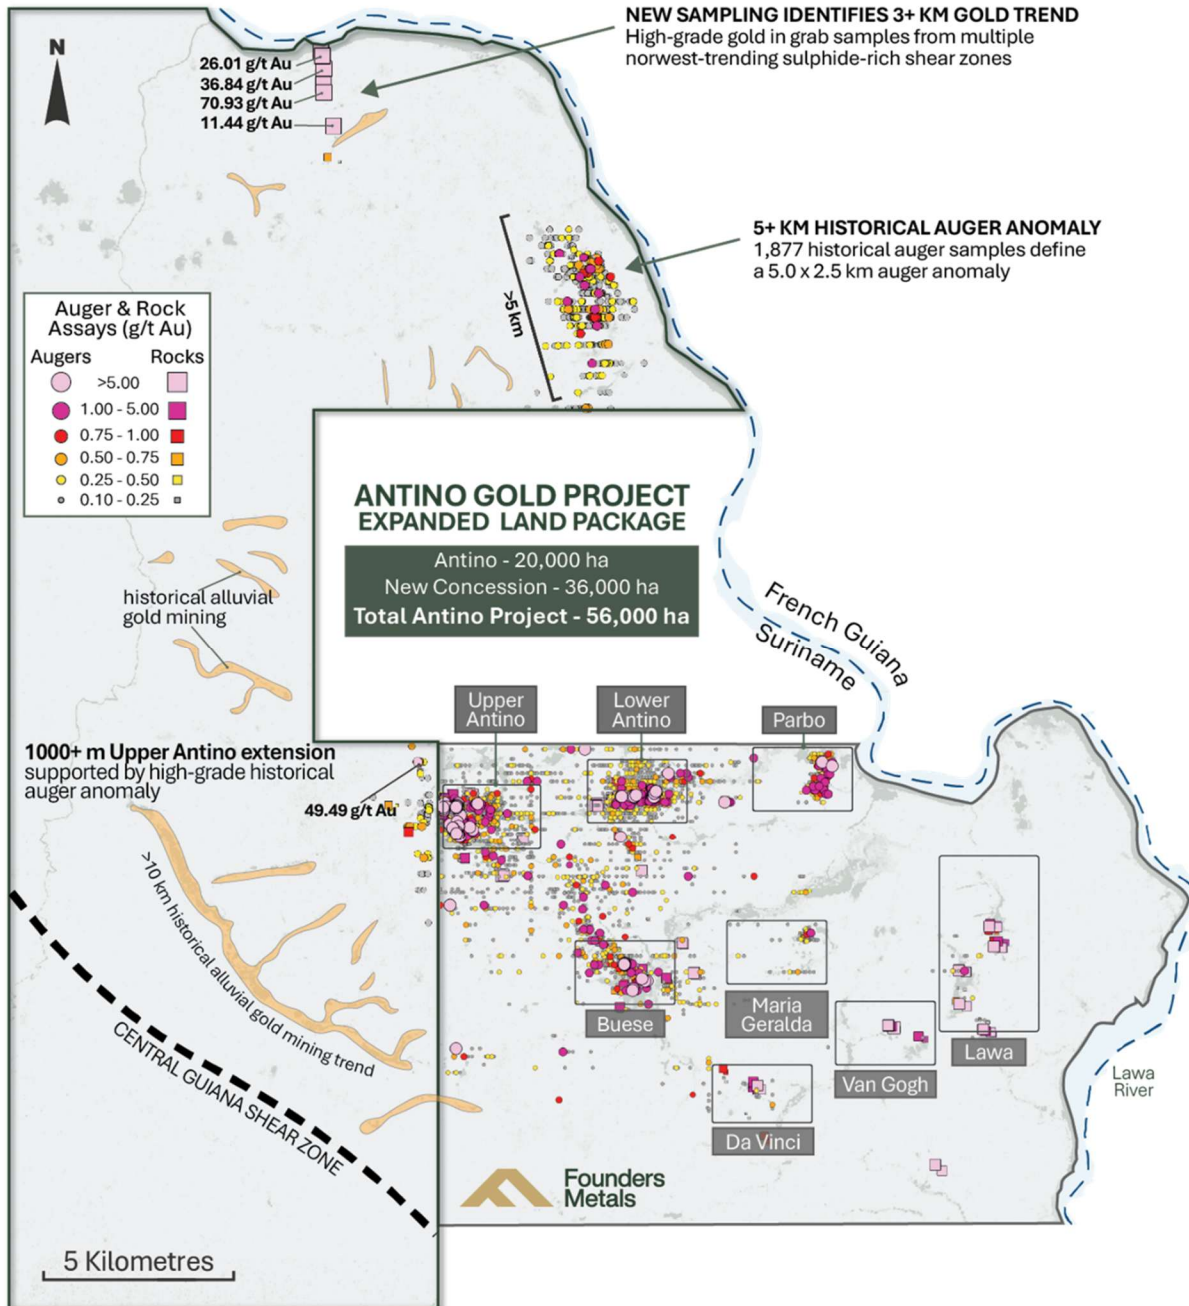 NEW SAMPLING IDENTIFIES 3+ KM GOLD TREND
High-grade gold in grab samples from multiple
norwest-trending sulphide-rich shear zones
N
26.01 g/t Au
36.84 g/t Au
70.93 g/t Au
11.44 g/t Au
5+ KM HISTORICAL AUGER ANOMALY
1,877 historical auger samples define
a 5.0 x 2.5 km auger anomaly
>5 km
Auger & Rock
Assays (g/t Au)
Augers Rocks
>5.00
1.00 - 5.00
0.75 - 1.00
0.50 - 0.75
0.25 - 0.50
0.10 - 0.25
ANTINO GOLD PROJECT
EXPANDED LAND PACKAGE
Antino - 20,000 ha
New Concession - 36,000 ha
Total Antino Project - 56,000 ha
historical alluvial
gold mining
French Guiana
Suriname
Upper
Antino
Lower
Antino
Parbo
1000+ m Upper Antino extension
supported by high-grade historical
auger anomaly
49.49 g/t Au
>10 km historical alluvial gold mining trend
CENTRAL GUIANA SHEAR ZONE
Buese
Maria
Geralda
Van Gogh
Lawa
Da Vinci
Lawa
River
Founders
Metals
5 Kilometres